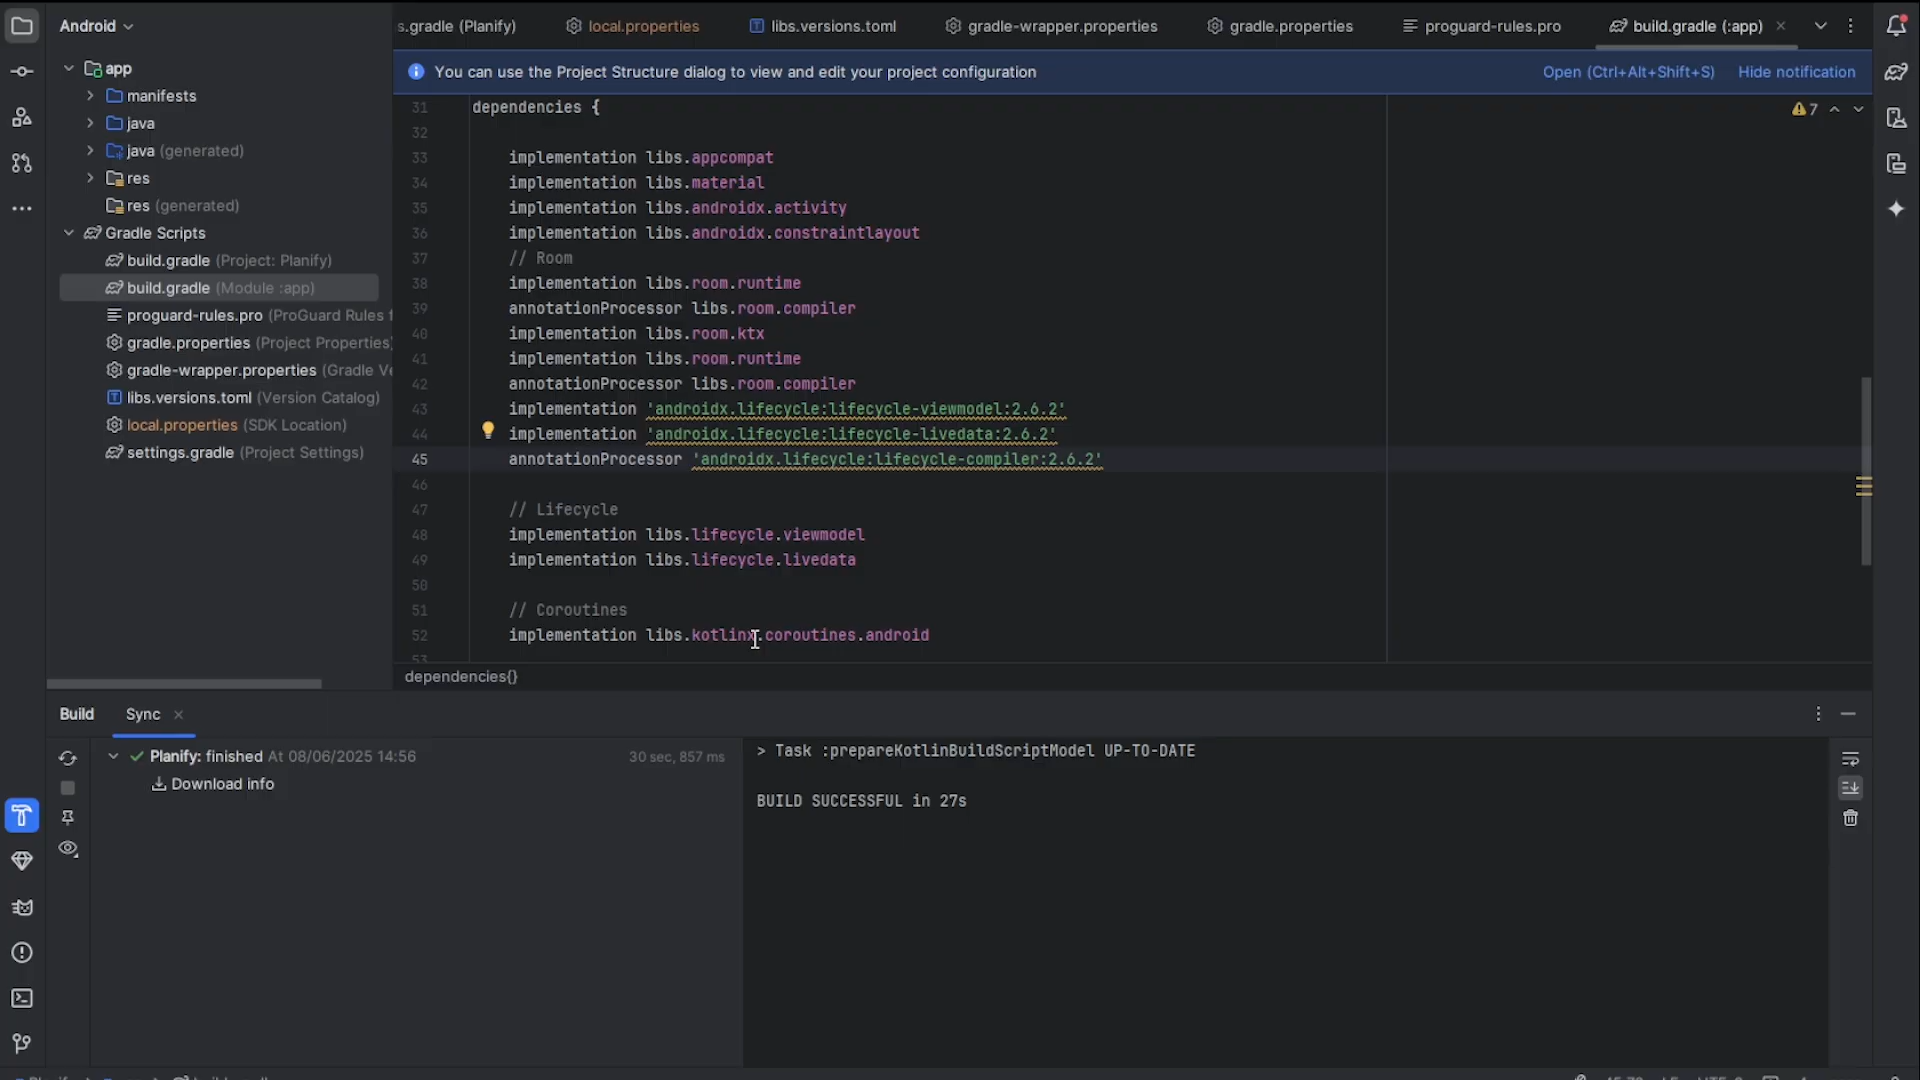 Android
s.gradle (Planify)
local.properties
libs.versions.toml
gradle-wrapper.properties
gradle.properties
proguard-rules.pro
build.gradle (:app)
You can use the Project Structure dialog to view and edit your project configuration
Open (Ctrl+Alt+Shift+S)
Hide notification
app
manifests
java
java (generated)
res
res (generated)
Gradle Scripts
build.gradle (Project: Planify)
build.gradle (Module :app)
proguard-rules.pro (ProGuard Rules f
gradle.properties (Project Properties)
gradle-wrapper.properties (Gradle Ve
libs.versions.toml (Version Catalog)
local.properties (SDK Location)
settings.gradle (Project Settings)
7
31 dependencies {
32
33 implementation libs.appcompat
34 implementation libs.material
35 implementation libs.androidx.activity
36 implementation libs.androidx.constraintlayout
37 // Room
38 implementation libs.room.runtime
39 annotationProcessor libs.room.compiler
40 implementation libs.room.ktx
41 implementation libs.room.runtime
42 annotationProcessor libs.room.compiler
43 implementation 'androidx.lifecycle:lifecycle-viewmodel:2.6.2'
44 implementation 'androidx.lifecycle:lifecycle-livedata:2.6.2'
45 annotationProcessor 'androidx.lifecycle:lifecycle-compiler:2.6.2'
46
47 // Lifecycle
48 implementation libs.lifecycle.viewmodel
49 implementation libs.lifecycle.livedata
50
51 // Coroutines
52 implementation libs.kotlinx.coroutines.android
53
dependencies{}
Build
Sync
Planify: finished At 08/06/2025 14:56
30 sec, 857 ms
Download info
> Task :prepareKotlinBuildScriptModel UP-TO-DATE
BUILD SUCCESSFUL in 27s